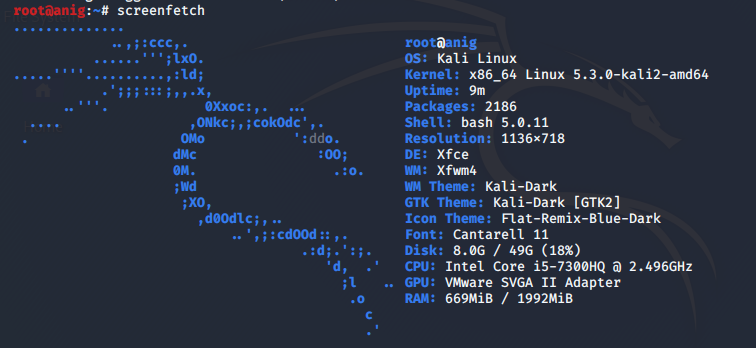 root@anig:~# screenfetch
..............
            ..,;:ccc,.                          root@anig
          ......''';lxO.                        OS: Kali Linux
.....''''..........,:ld;                        Kernel: x86_64 Linux 5.3.0-kali2-amd64
           .';;;:::;,,.x,                       Uptime: 9m
      ..'''.            0Xxoc:,.  ...           Packages: 2186
  ....                ,ONkc;,;cokOdc',.         Shell: bash 5.0.11
 .                   OMo           ':ddo.       Resolution: 1136x718
                    dMc               :OO;      DE: Xfce
                    0M.                 .:o.    WM: Xfwm4
                    ;Wd                         WM Theme: Kali-Dark
                     ;XO,                       GTK Theme: Kali-Dark [GTK2]
                       ,d0Odlc;,..              Icon Theme: Flat-Remix-Blue-Dark
                           ..',;:cdOOd::,.      Font: Cantarell 11
                                    .:d;.':;.   Disk: 8.0G / 49G (18%)
                                       'd,  .'  CPU: Intel Core i5-7300HQ @ 2.496GHz
                                         ;l   ..  GPU: VMware SVGA II Adapter
                                          .o    RAM: 669MiB / 1992MiB
                                            c
                                            .'